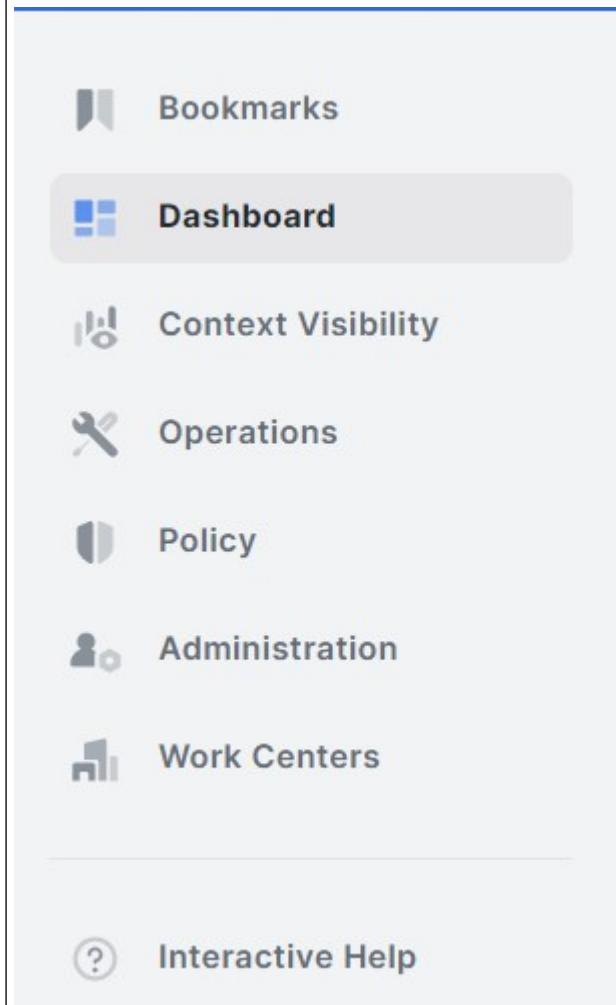 Bookmarks
Dashboard
Context Visibility
Operations
Policy
Administration
Work Centers
Interactive Help